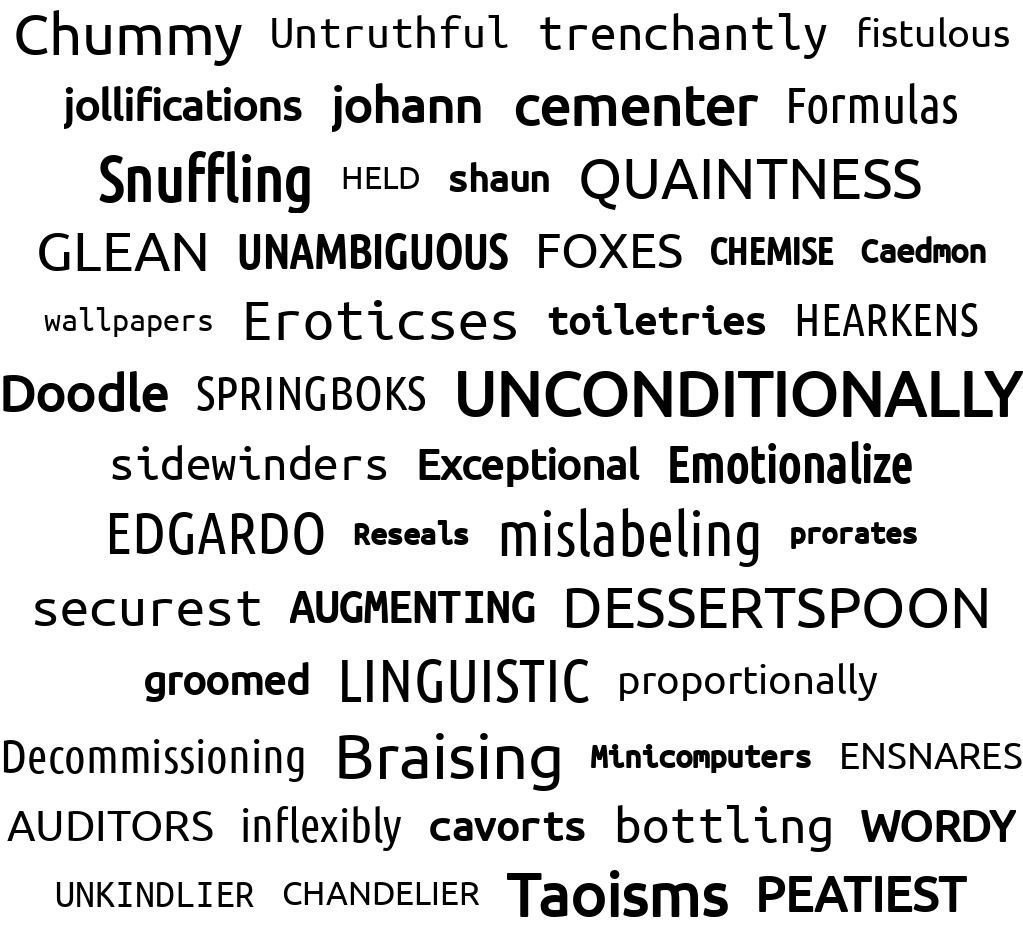 Chummy Untruthful trenchantly fistulous
jollifications johann cementer Formulas
Snuffling HELD shaun QUAINTNESS
GLEAN UNAMBIGUOUS FOXES CHEMISE Caedmon
wallpapers Eroticses toiletries HEARKENS
Doodle SPRINGBOKS UNCONDITIONALLY
sidewinders Exceptional Emotionalize
EDGARDO Reseals mislabeling prorates
securest AUGMENTING DESSERTSPOON
groomed LINGUISTIC proportionally
Decommissioning Braising Minicomputers ENSNARES
AUDITORS inflexibly cavorts bottling WORDY
UNKINDLIER CHANDELIER Taoisms PEATIEST